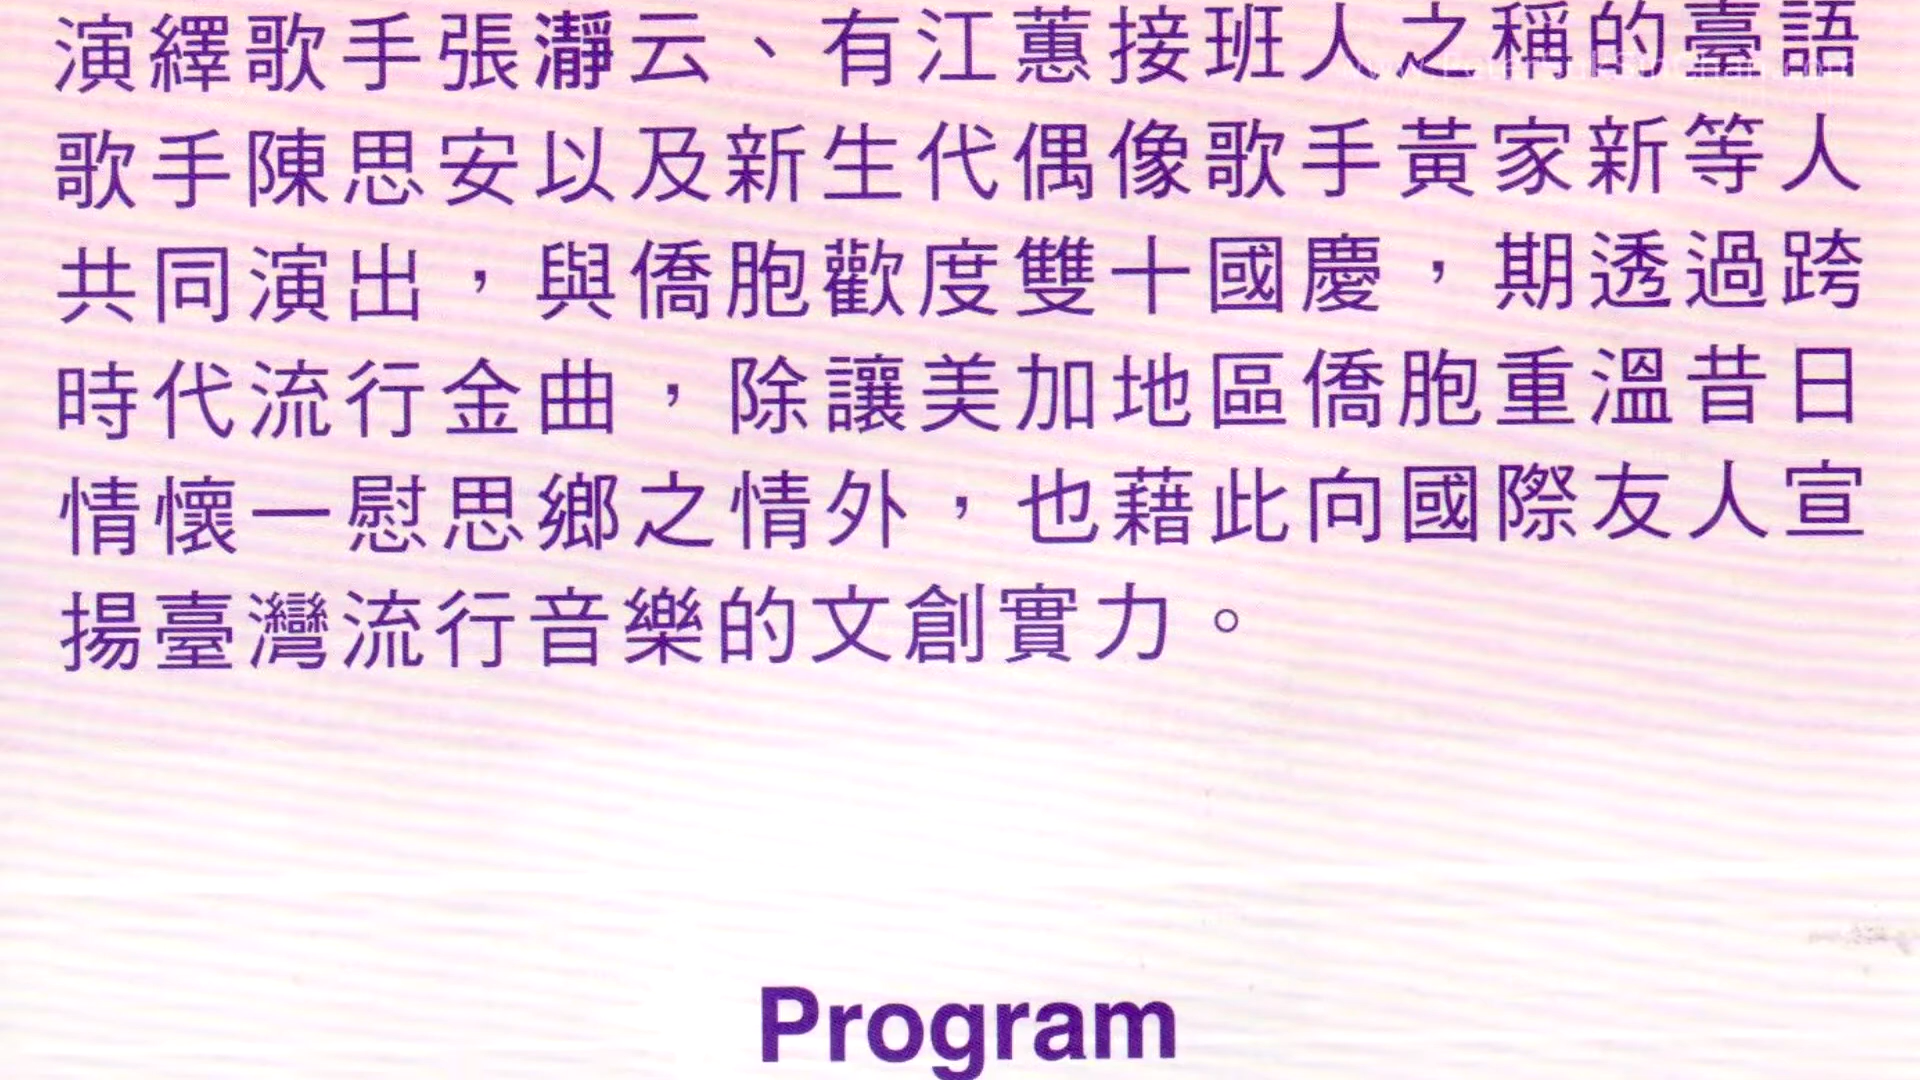 演繹歌手張瀞云、有江蕙接班人之稱的臺語
歌手陳思安以及新生代偶像歌手黃家新等人
共同演出，與僑胞歡度雙十國慶，期透過跨
時代流行金曲，除讓美加地區僑胞重溫昔日
情懷一慰思鄉之情外，也藉此向國際友人宣
揚臺灣流行音樂的文創實力。
Program